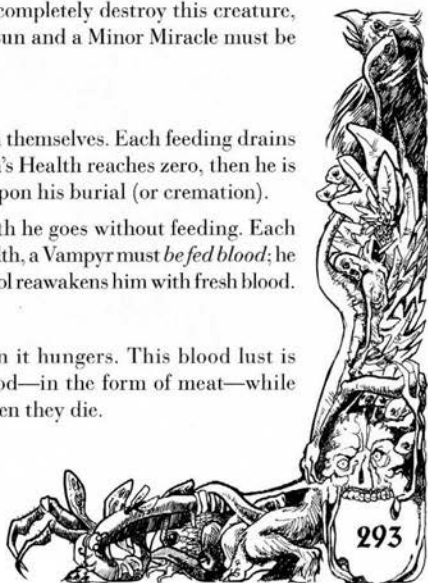 completely destroy this creature,
un and a Minor Miracle must be
themselves. Each feeding drains
's Health reaches zero, then he is
pon his burial (or cremation).
th he goes without feeding. Each
lth, a Vampyr must be fed blood; he
ol reawakens him with fresh blood.
n it hungers. This blood lust is
od—in the form of meat—while
en they die.
293